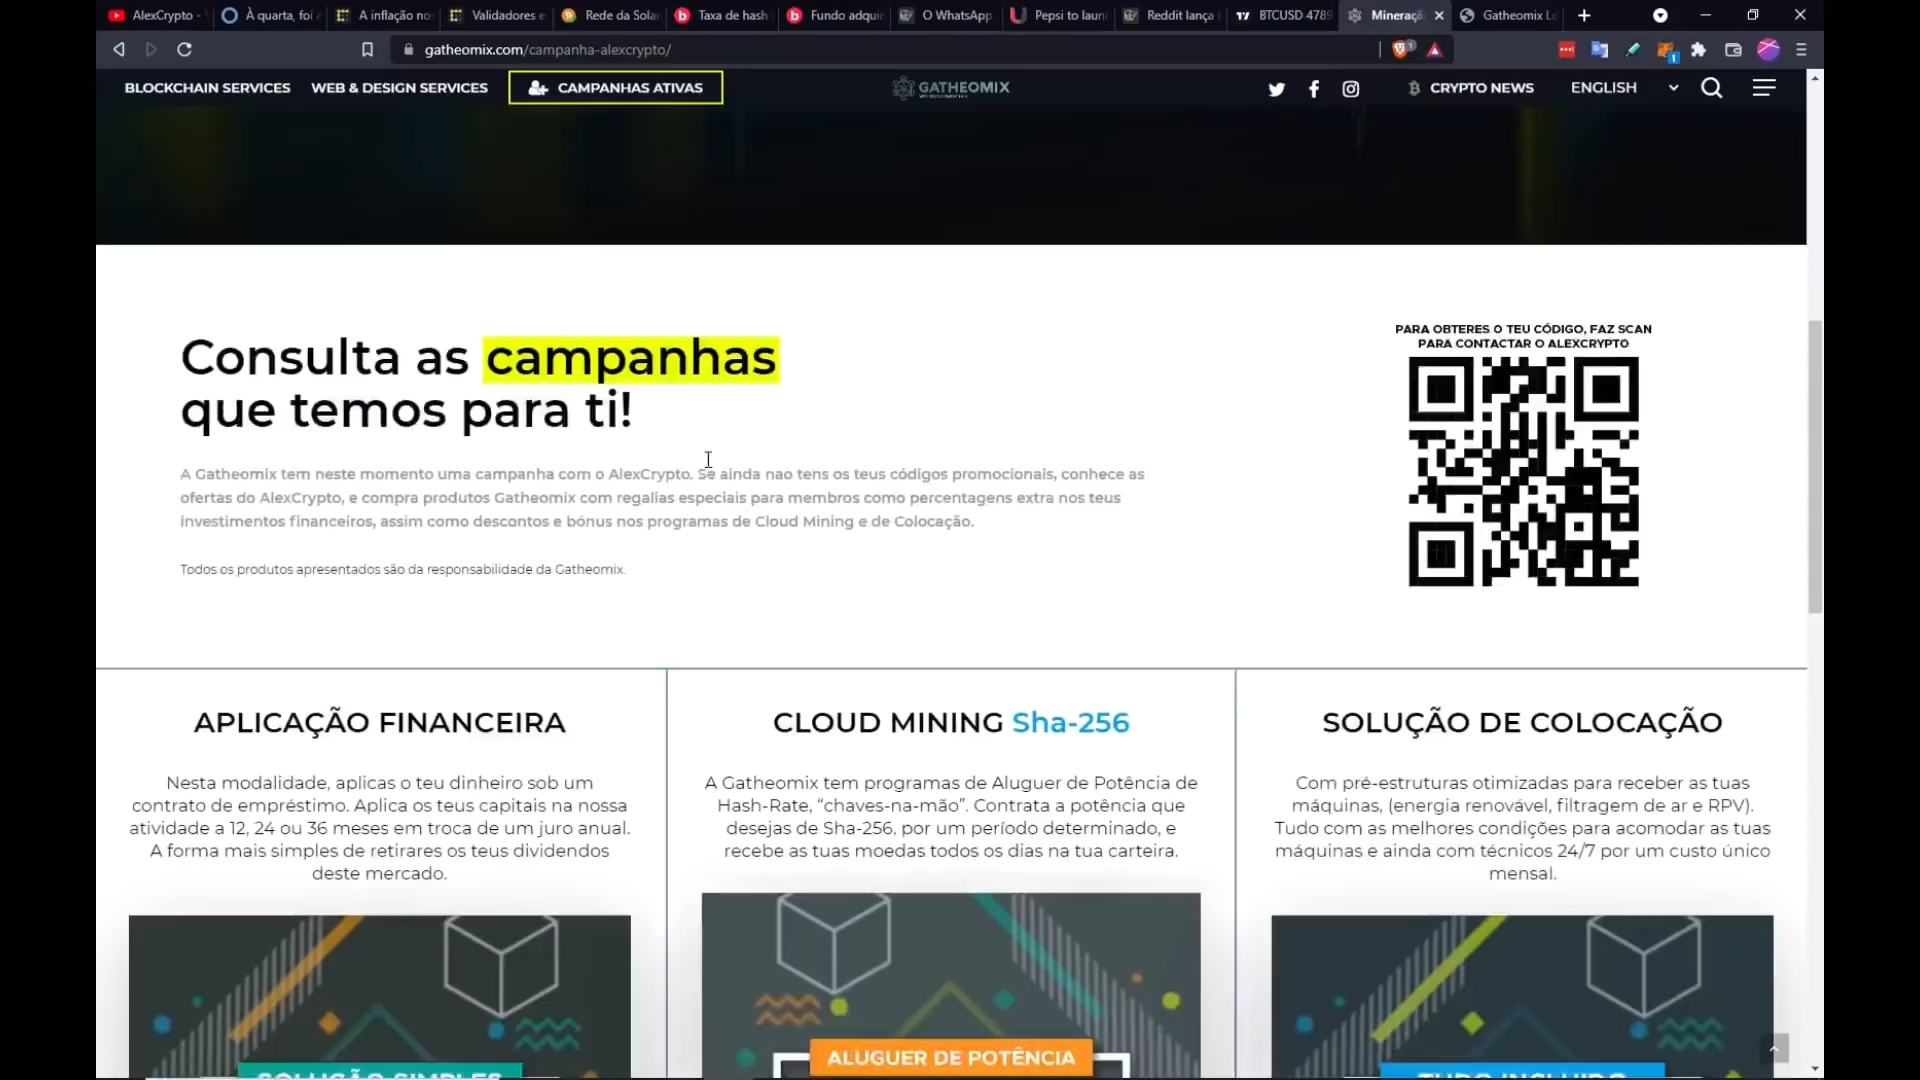 AlexCrypto -
À quarta, foi
A inflação nos
Validadores e
Rede da Solar
Taxa de hash
Fundo adquir
O WhatsApp
Pepsi to laun
Reddit lança
BTCUSD 4789
Mineraçã
Gatheomix Lo
gatheomix.com/campanha-alexcrypto/
BLOCKCHAIN SERVICES
WEB & DESIGN SERVICES
CAMPANHAS ATIVAS
GATHEOMIX
CRYPTO NEWS
ENGLISH
Consulta as campanhas
que temos para ti!
A Gatheomix tem neste momento uma campanha com o AlexCrypto. Se ainda nao tens os teus códigos promocionais, conhece as
ofertas do AlexCrypto, e compra produtos Gatheomix com regalias especiais para membros como percentagens extra nos teus
investimentos financeiros, assim como descontos e bónus nos programas de Cloud Mining e de Colocação.
Todos os produtos apresentados são da responsabilidade da Gatheomix.
PARA OBTERES O TEU CÓDIGO, FAZ SCAN
PARA CONTACTAR O ALEXCRYPTO
APLICAÇÃO FINANCEIRA
Nesta modalidade, aplicas o teu dinheiro sob um
contrato de empréstimo. Aplica os teus capitais na nossa
atividade a 12, 24 ou 36 meses em troca de um juro anual.
A forma mais simples de retirares os teus dividendos
deste mercado.
SOLUÇÃO SIMPLES
CLOUD MINING Sha-256
A Gatheomix tem programas de Aluguer de Potência de
Hash-Rate, “chaves-na-mão”. Contrata a potência que
desejas de Sha-256, por um período determinado, e
recebe as tuas moedas todos os dias na tua carteira.
ALUGUER DE POTÊNCIA
SOLUÇÃO DE COLOCAÇÃO
Com pré-estruturas otimizadas para receber as tuas
máquinas, (energia renovável, filtragem de ar e RPV).
Tudo com as melhores condições para acomodar as tuas
máquinas e ainda com técnicos 24/7 por um custo único
mensal.
TUDO INCLUIDO